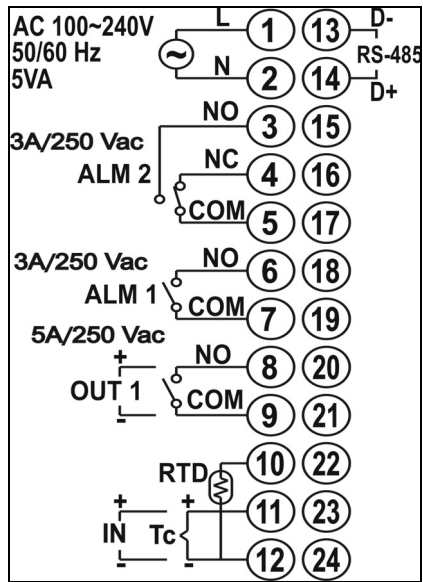 AC 100~240V
50/60 Hz
5VA
L
N
1 13
2 14
D-
RS-485
D+
NO
3 15
3A/250 Vac
ALM 2
NC
4 16
COM
5 17
3A/250 Vac
ALM 1
NO
6 18
COM
7 19
5A/250 Vac
+
OUT 1
-
NO
8 20
COM
9 21
RTD
10 22
+ +
IN Tc
- -
11 23
12 24